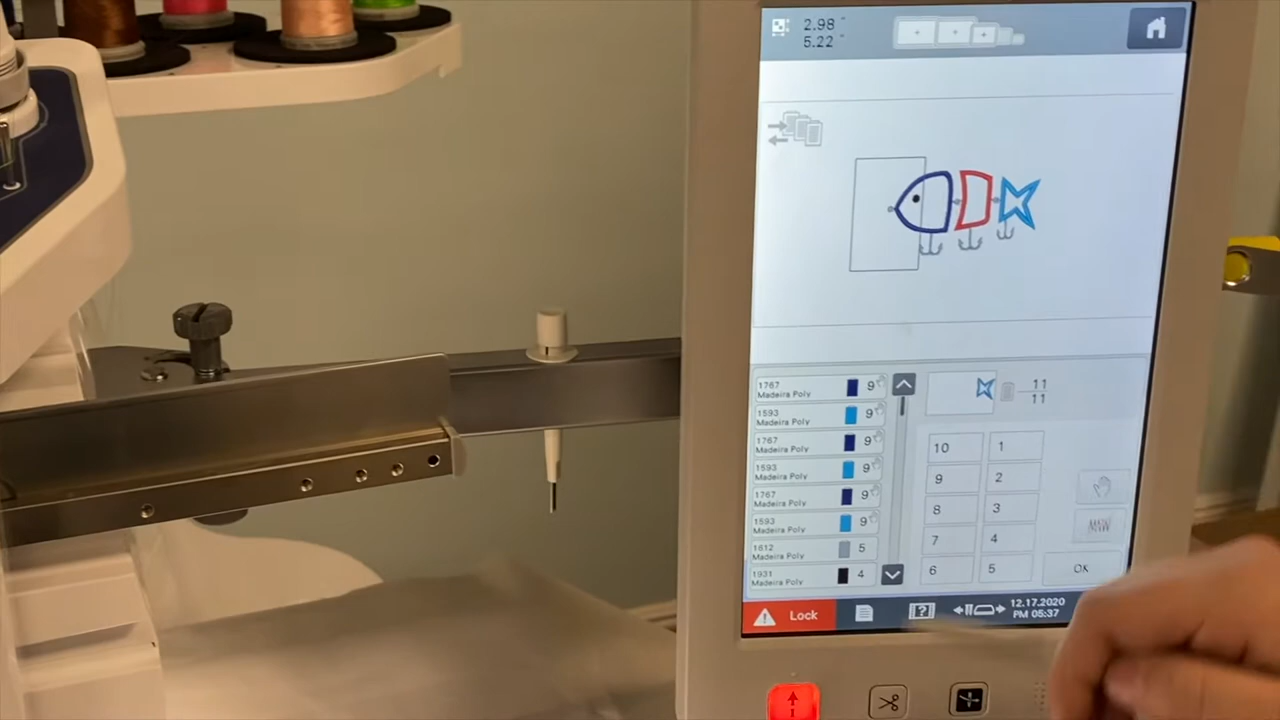 2.98 "
5.22 "
1767 9
Madeira Poly
1593 9
Madeira Poly
1767 9
Madeira Poly
1593 9
Madeira Poly
1767 9
Madeira Poly
1593 9
Madeira Poly
1612 5
Madeira Poly
1931 4
Madeira Poly
11
11
10 1
9 2
8 3
7 4
6 5
OK
Lock
12.17.2020
PM 05:37